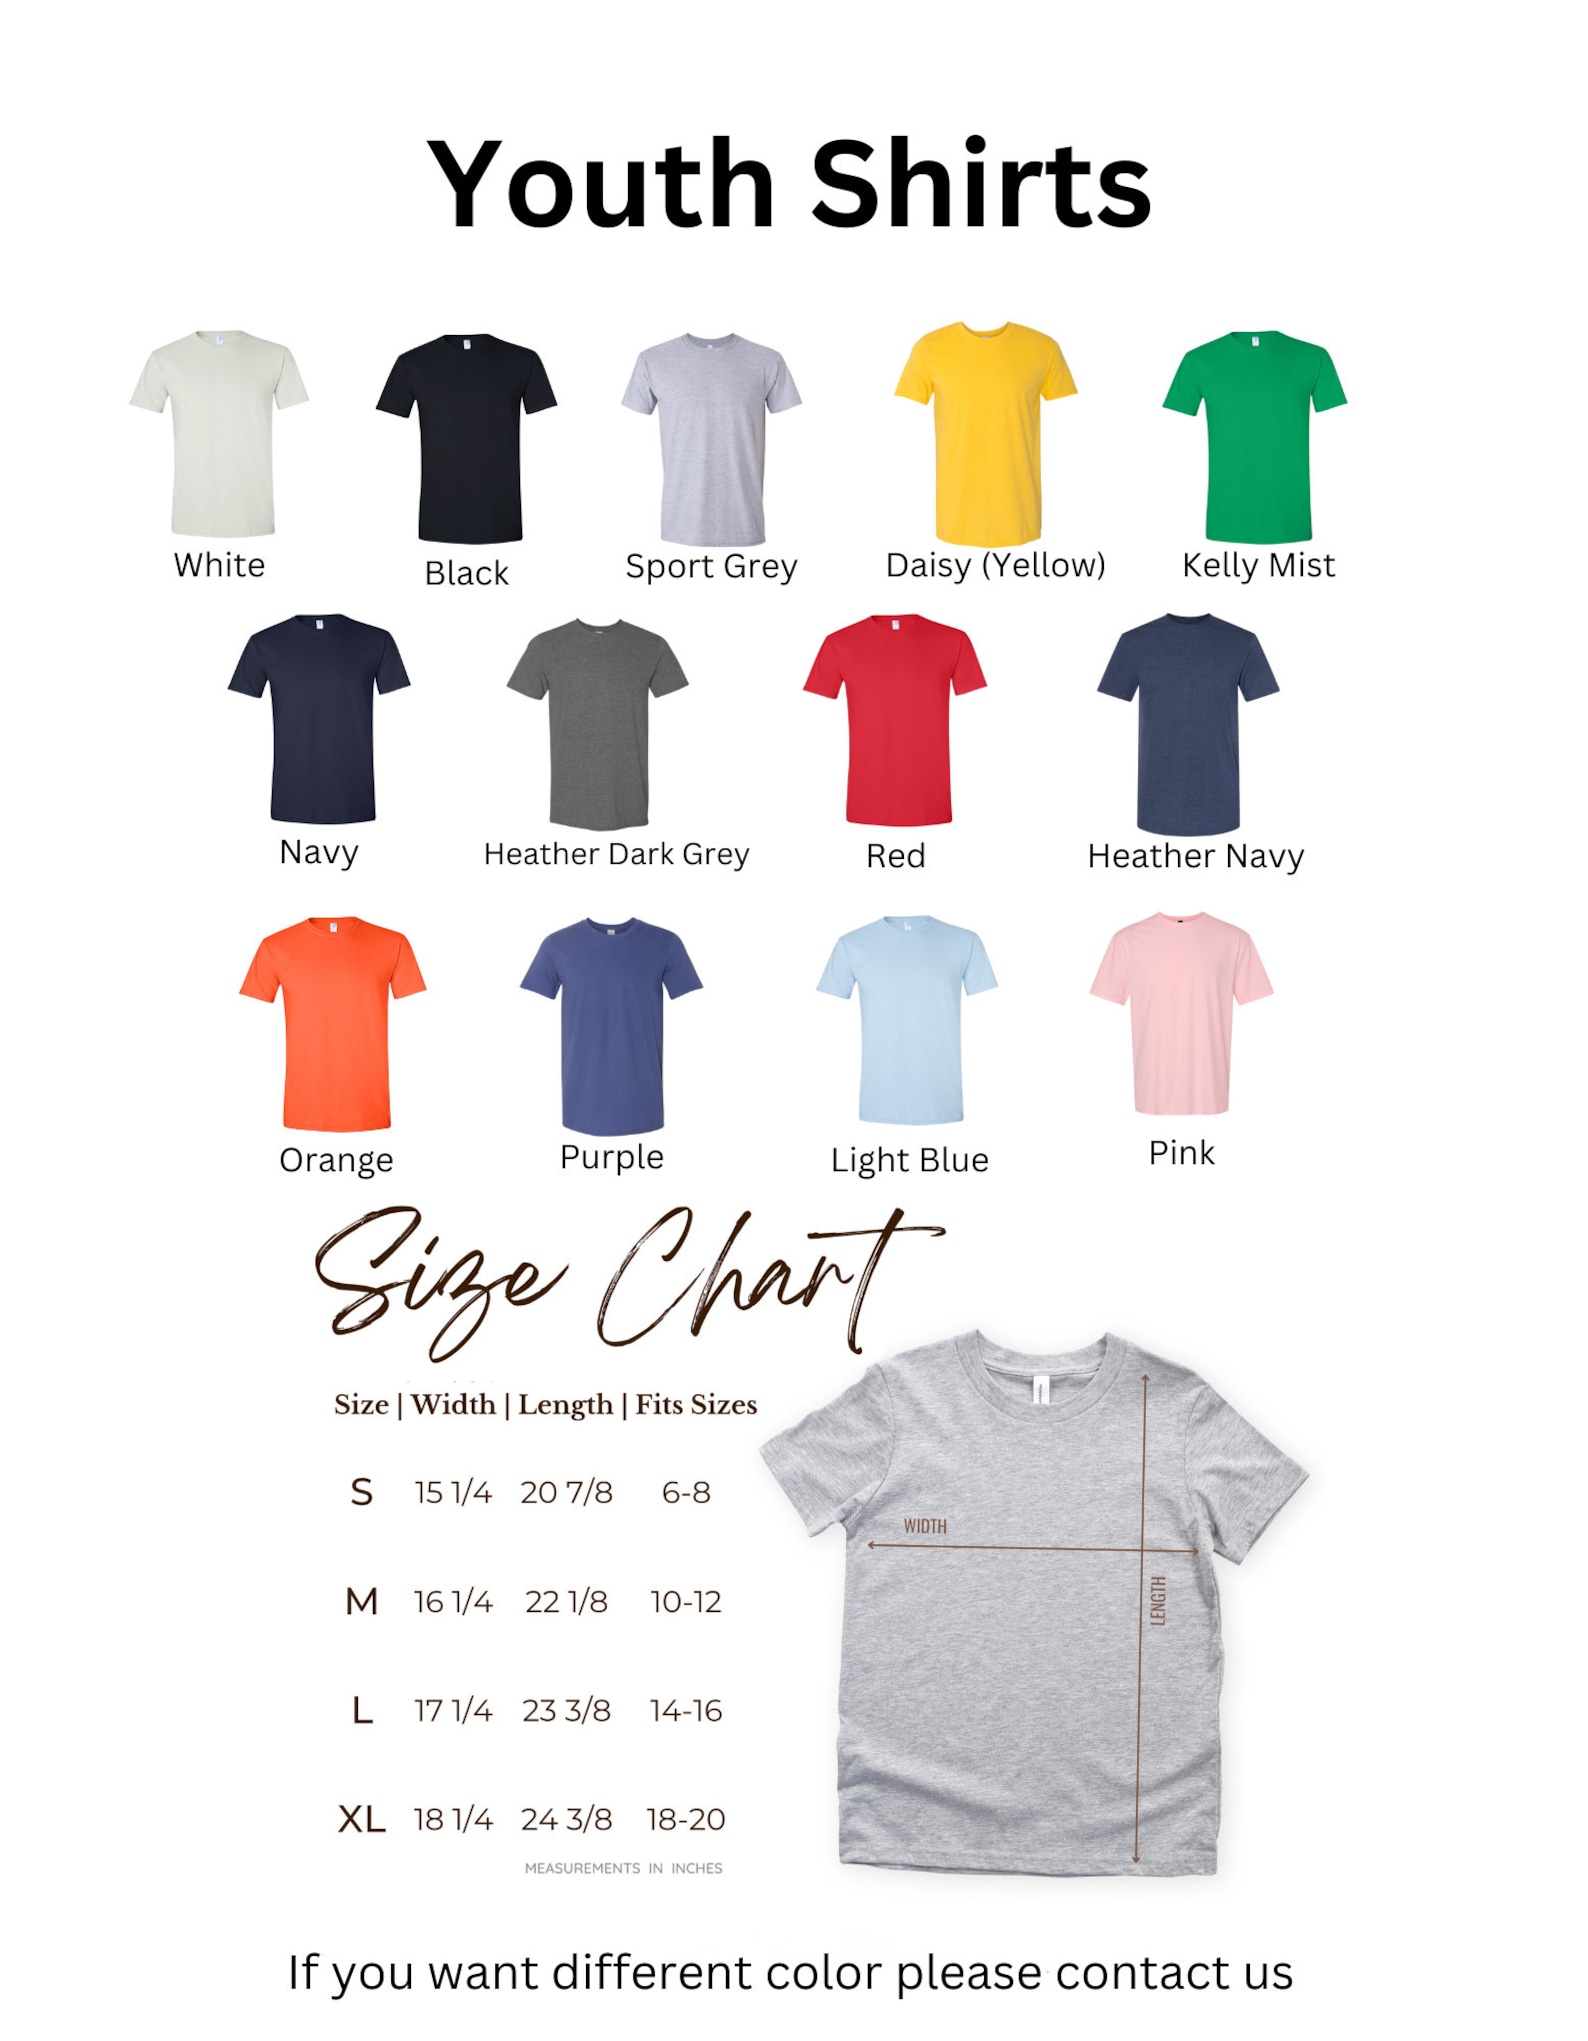 Youth Shirts
White
Black
Sport Grey
Daisy (Yellow)
Kelly Mist
Navy
Heather Dark Grey
Red
Heather Navy
Orange
Purple
Light Blue
Pink
Size Chart
Size | Width | Length | Fits Sizes
S 15 1/4 20 7/8 6-8
M 16 1/4 22 1/8 10-12
L 17 1/4 23 3/8 14-16
XL 18 1/4 24 3/8 18-20
MEASUREMENTS IN INCHES
WIDTH
LENGTH
If you want different color please contact us